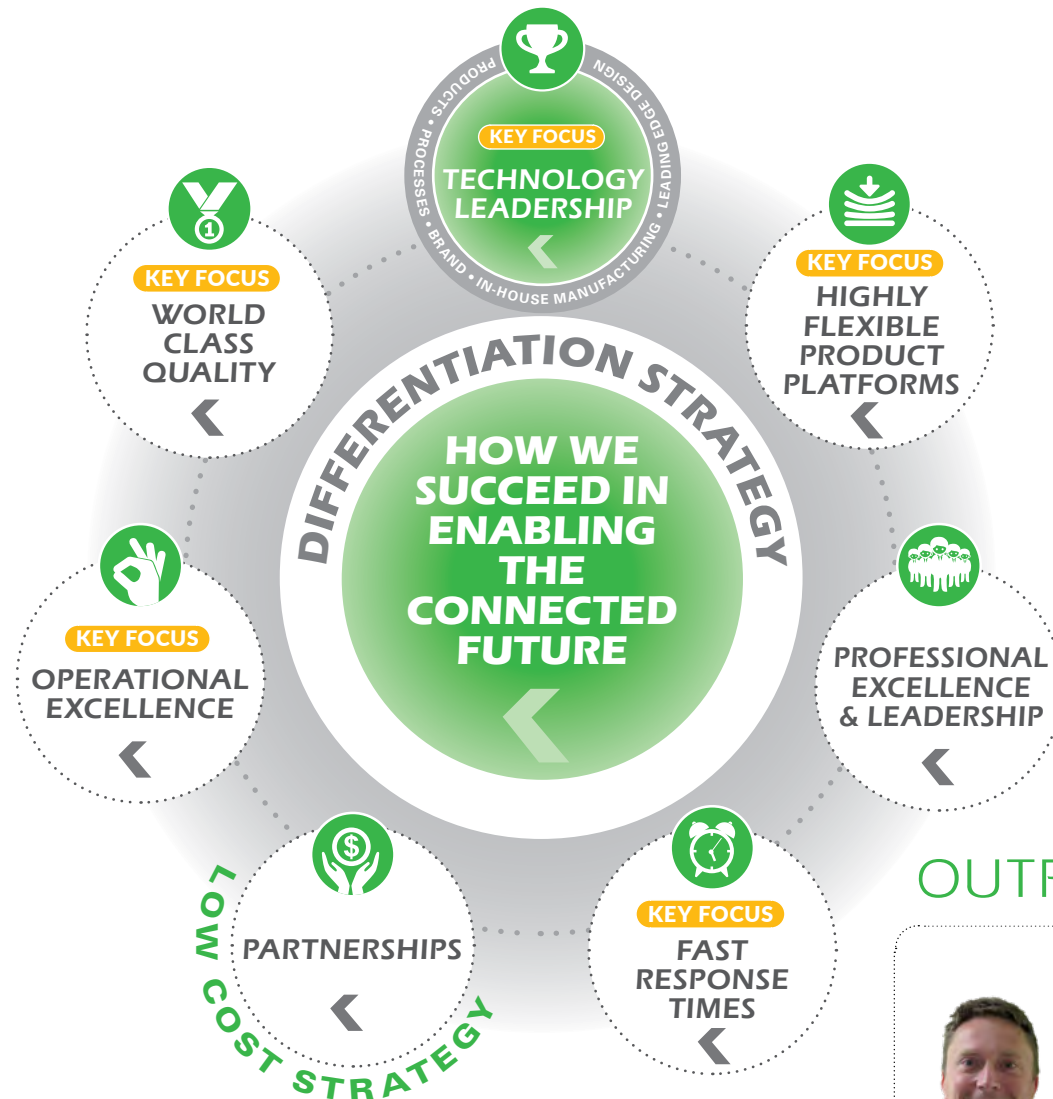 PRODUCTS • PROCESSES • BRAND • IN-HOUSE MANUFACTURING • LEADING EDGE DESIGN
KEY FOCUS
TECHNOLOGY
LEADERSHIP
KEY FOCUS
WORLD
CLASS
QUALITY
1
KEY FOCUS
HIGHLY
FLEXIBLE
PRODUCT
PLATFORMS
DIFFERENTIATION STRATEGY
HOW WE
SUCCEED IN
ENABLING
THE
CONNECTED
FUTURE
KEY FOCUS
OPERATIONAL
EXCELLENCE
PROFESSIONAL
EXCELLENCE
& LEADERSHIP
$
PARTNERSHIPS
LOW COST STRATEGY
KEY FOCUS
FAST
RESPONSE
TIMES